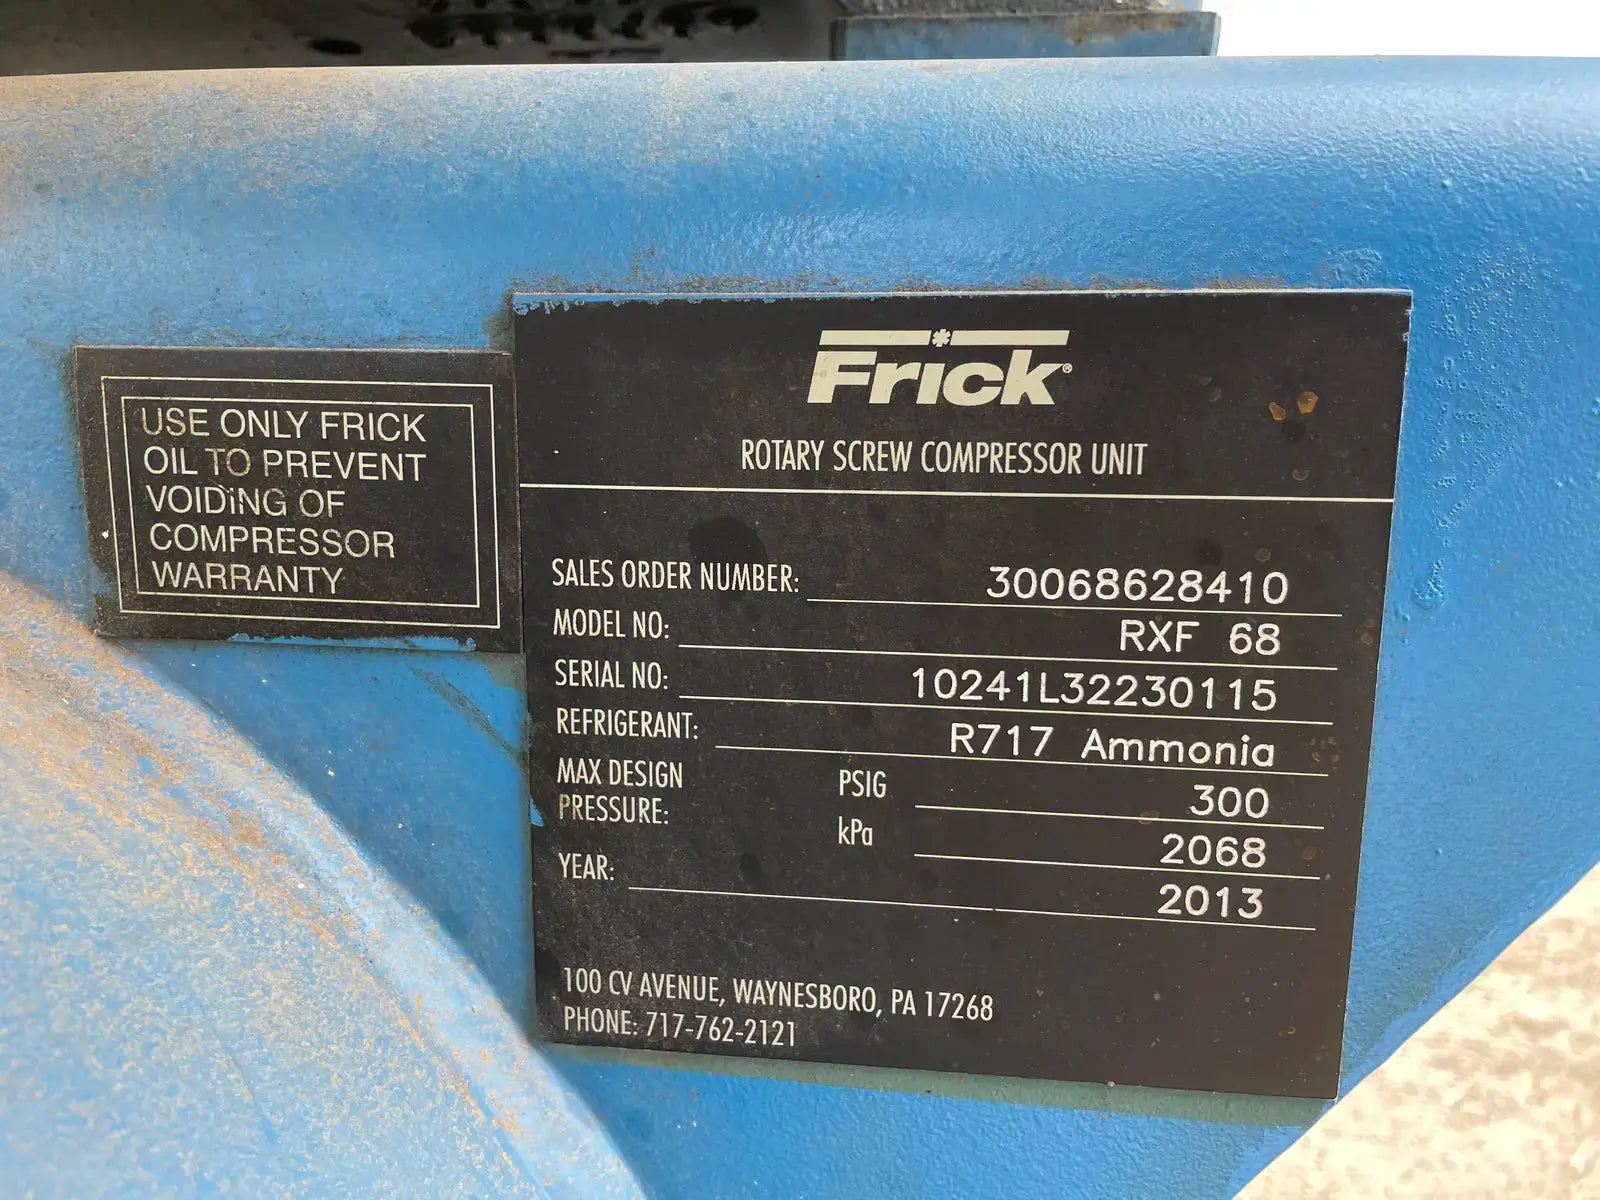 USE ONLY FRICK
OIL TO PREVENT
VOIDING OF
COMPRESSOR
WARRANTY
Frick®
ROTARY SCREW COMPRESSOR UNIT
SALES ORDER NUMBER: 30068628410
MODEL NO: RXF 68
SERIAL NO: 10241L32230115
REFRIGERANT: R717 Ammonia
MAX DESIGN PRESSURE: PSIG 300
kPa 2068
YEAR: 2013
100 CV AVENUE, WAYNESBORO, PA 17268
PHONE: 717-762-2121